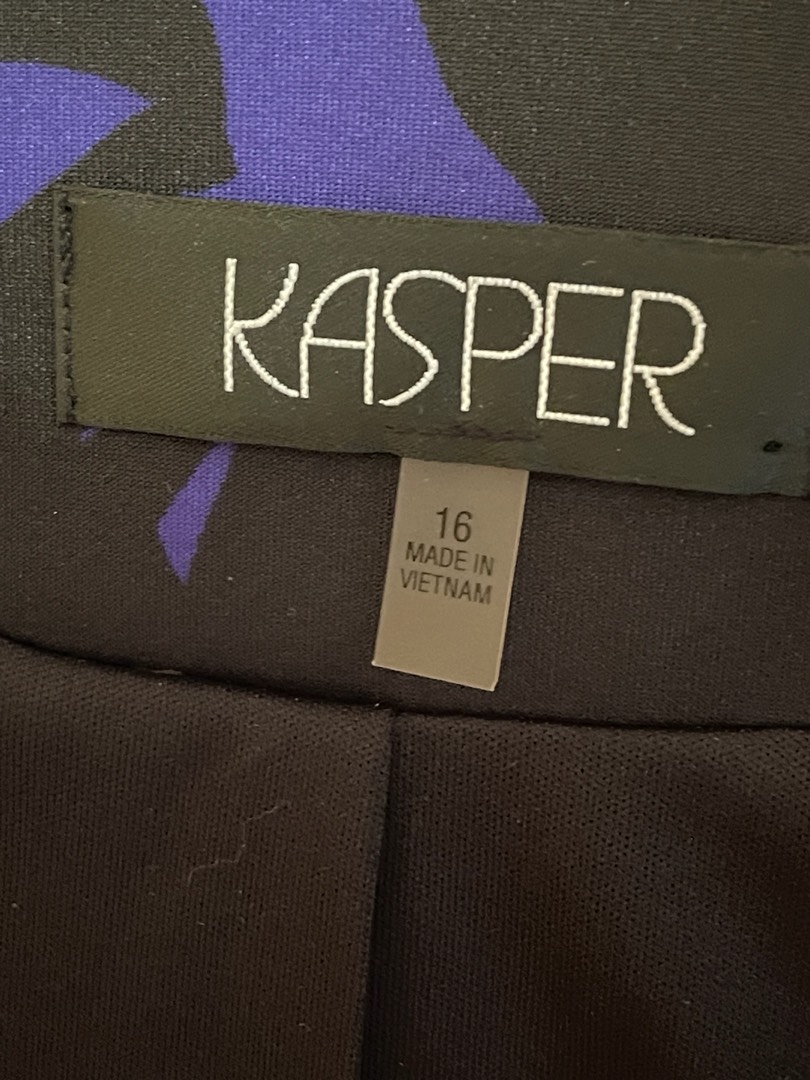 KASPER
16
MADE IN
VIETNAM